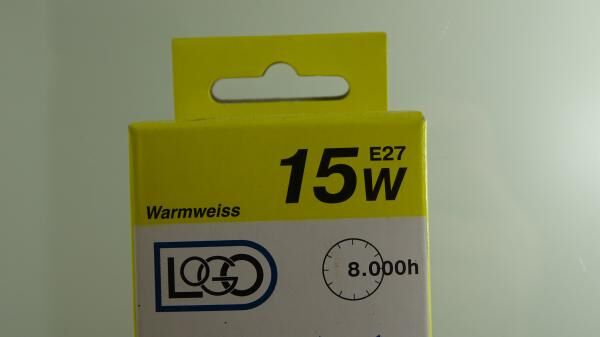 E27
15W
Warmweiss
LOGO
8.000h